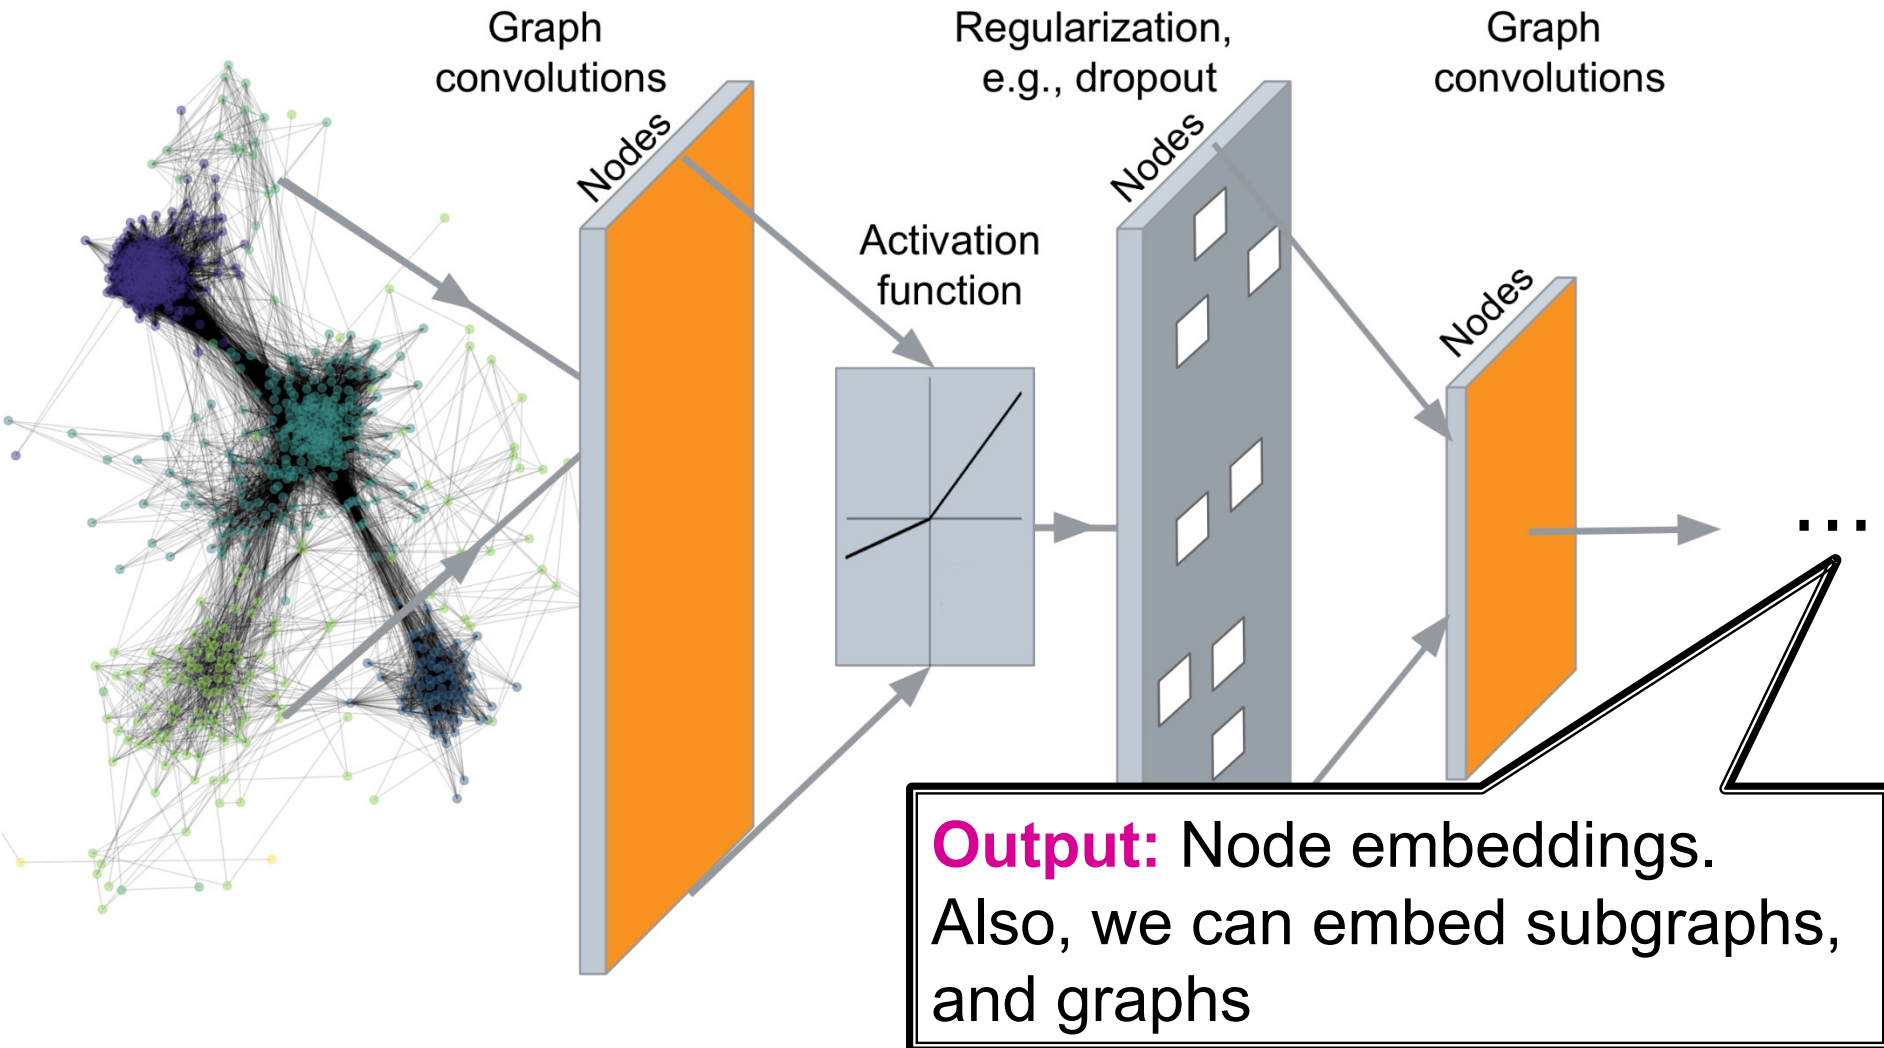 Graph
convolutions
Regularization,
e.g., dropout
Graph
convolutions
Nodes
Nodes
Activation
function
Nodes
...
Output: Node embeddings.
Also, we can embed subgraphs,
and graphs